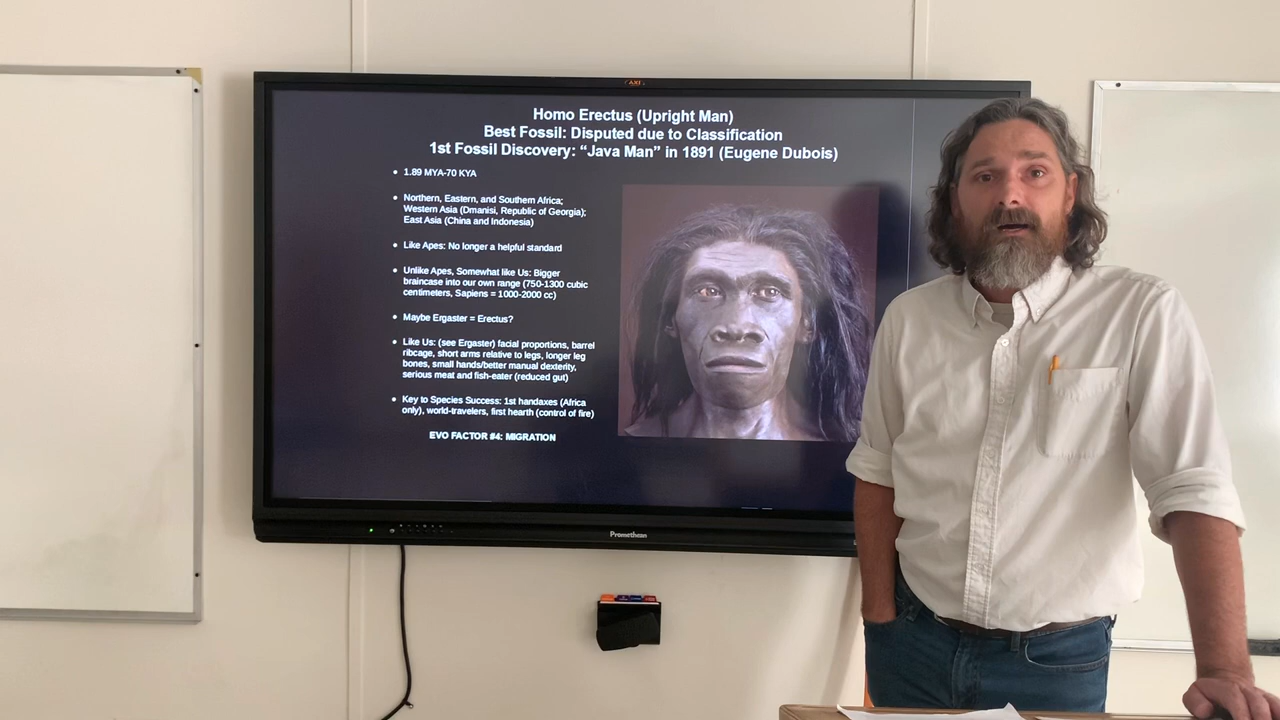 Homo Erectus (Upright Man)
Best Fossil: Disputed due to Classification
1st Fossil Discovery: “Java Man” in 1891 (Eugene Dubois)
• 1.89 MYA-70 KYA
• Northern, Eastern, and Southern Africa;
Western Asia (Dmanisi, Republic of Georgia);
East Asia (China and Indonesia)
• Like Apes: No longer a helpful standard
• Unlike Apes, Somewhat like Us: Bigger
braincase into our own range (750-1300 cubic
centimeters, Sapiens = 1000-2000 cc)
• Maybe Ergaster = Erectus?
• Like Us: (see Ergaster) facial proportions, barrel
ribcage, short arms relative to legs, longer leg
bones, small hands/better manual dexterity,
serious meat and fish-eater (reduced gut)
• Key to Species Success: 1st handaxes (Africa
only), world-travelers, first hearth (control of fire)
EVO FACTOR #4: MIGRATION
Promethean